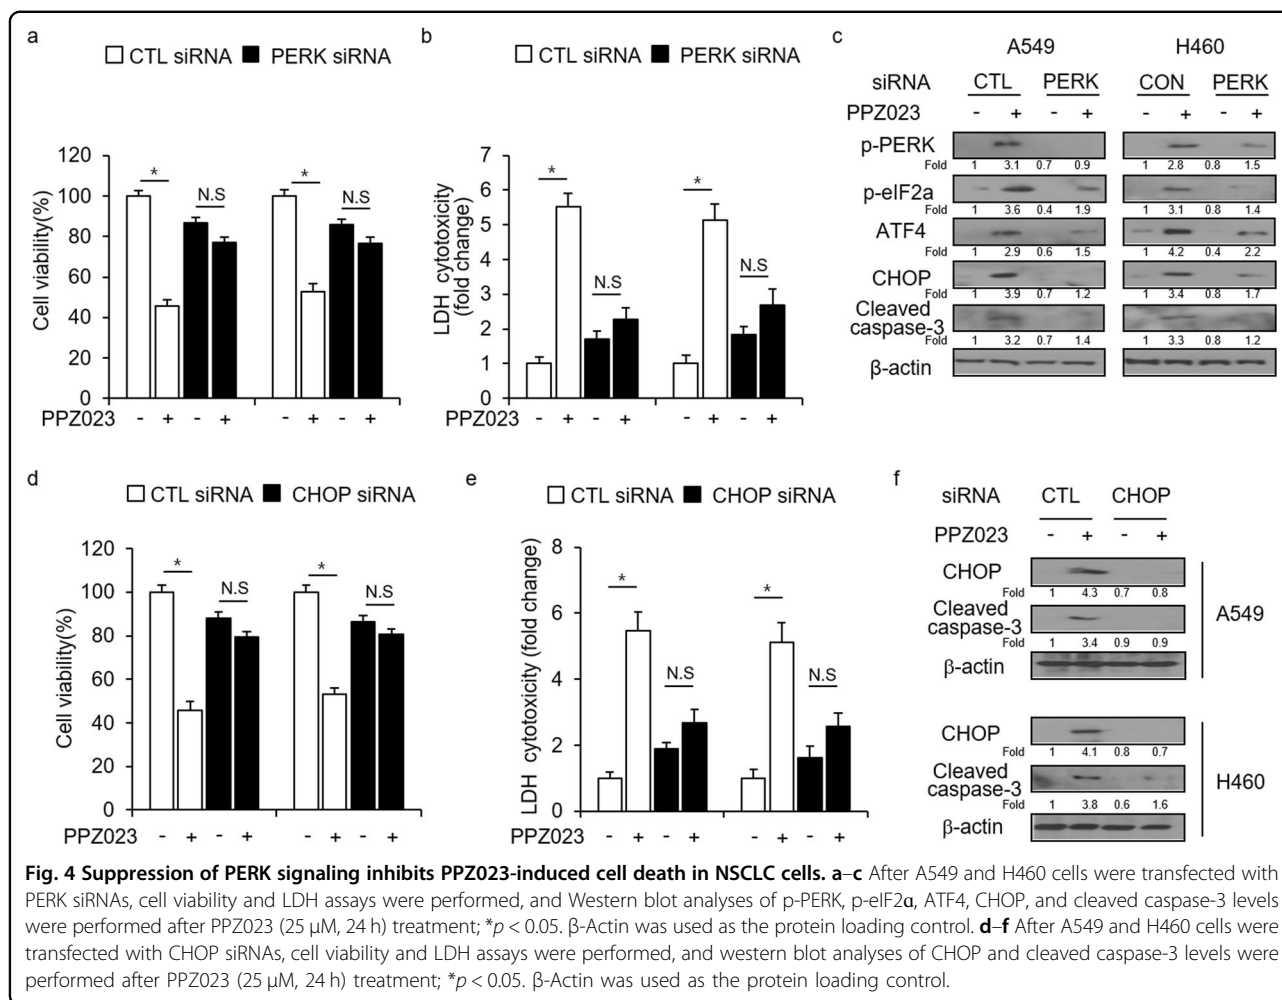 a
CTL siRNA PERK siRNA
Cell viability(%)
120
100
80
60
40
20
0
* N.S * N.S
PPZ023 - + - + - + - +
b
CTL siRNA PERK siRNA
LDH cytotoxicity
(fold change)
7
6
5
4
3
2
1
0
* N.S * N.S
PPZ023 - + - + - + - +
c
A549 H460
siRNA CTL PERK CON PERK
PPZ023 - + - + - + - +
p-PERK
Fold 1 3.1 0.7 0.9 1 2.8 0.8 1.5
p-eIF2a
Fold 1 3.6 0.4 1.9 1 3.1 0.8 1.4
ATF4
Fold 1 2.9 0.6 1.5 1 4.2 0.4 2.2
CHOP
Fold 1 3.9 0.7 1.2 1 3.4 0.8 1.7
Cleaved
caspase-3
Fold 1 3.2 0.7 1.4 1 3.3 0.8 1.2
β-actin
d
CTL siRNA CHOP siRNA
Cell viability(%)
120
100
80
60
40
20
0
* N.S * N.S
PPZ023 - + - + - + - +
e
CTL siRNA CHOP siRNA
LDH cytotoxicity (fold change)
8
6
4
2
0
* N.S * N.S
PPZ023 - + - + - + - +
f
siRNA CTL CHOP
PPZ023 - + - +
CHOP
Fold 1 4.3 0.7 0.8
Cleaved
caspase-3
Fold 1 3.4 0.9 0.9
β-actin
A549
CHOP
Fold 1 4.1 0.8 0.7
Cleaved
caspase-3
Fold 1 3.8 0.6 1.6
β-actin
H460
Fig. 4 Suppression of PERK signaling inhibits PPZ023-induced cell death in NSCLC cells. a–c After A549 and H460 cells were transfected with
PERK siRNAs, cell viability and LDH assays were performed, and Western blot analyses of p-PERK, p-eIF2α, ATF4, CHOP, and cleaved caspase-3 levels
were performed after PPZ023 (25 μM, 24 h) treatment; *p < 0.05. β-Actin was used as the protein loading control. d–f After A549 and H460 cells were
transfected with CHOP siRNAs, cell viability and LDH assays were performed, and western blot analyses of CHOP and cleaved caspase-3 levels were
performed after PPZ023 (25 μM, 24 h) treatment; *p < 0.05. β-Actin was used as the protein loading control.